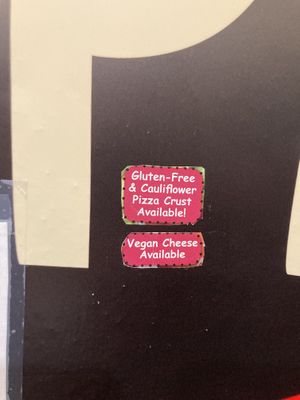 P
Gluten-Free
& Cauliflower
Pizza Crust
Available!
Vegan Cheese
Available